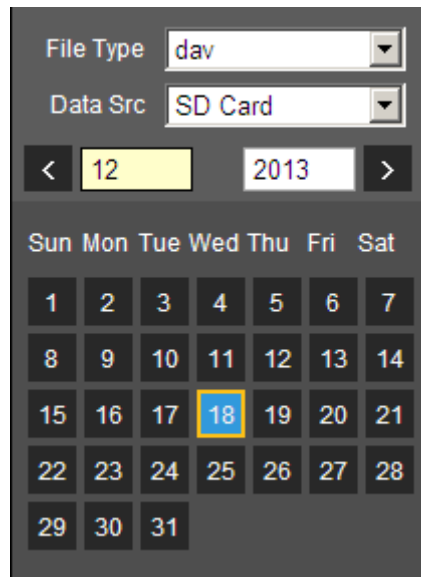 File Type dav
Data Src SD Card
< 12 2013 >
Sun Mon Tue Wed Thu Fri Sat
1 2 3 4 5 6 7
8 9 10 11 12 13 14
15 16 17 18 19 20 21
22 23 24 25 26 27 28
29 30 31